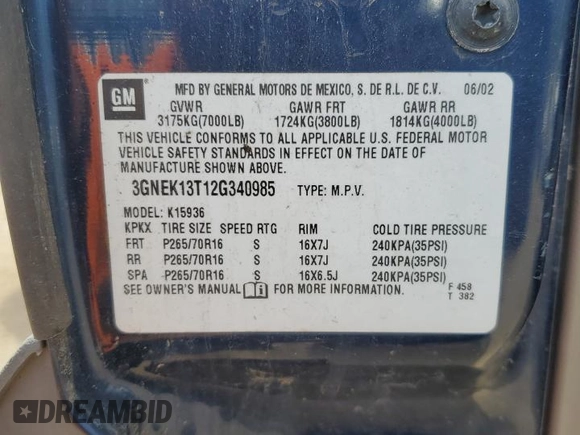 GM
MFD BY GENERAL MOTORS DE MEXICO, S. DE R.L. DE C.V. 06/02
GVWR GAWR FRT GAWR RR
3175KG(7000LB) 1724KG(3800LB) 1814KG(4000LB)
THIS VEHICLE CONFORMS TO ALL APPLICABLE U.S. FEDERAL MOTOR
VEHICLE SAFETY STANDARDS IN EFFECT ON THE DATE OF
MANUFACTURE SHOWN ABOVE.
3GNEK13T12G340985 TYPE: M.P.V.
MODEL: K15936
KPKX TIRE SIZE SPEED RTG RIM COLD TIRE PRESSURE
FRT P265/70R16 S 16X7J 240KPA(35PSI)
RR P265/70R16 S 16X7J 240KPA(35PSI)
SPA P265/70R16 S 16X6.5J 240KPA(35PSI)
SEE OWNER'S MANUAL FOR MORE INFORMATION. F 458
T 382
DREAMBID